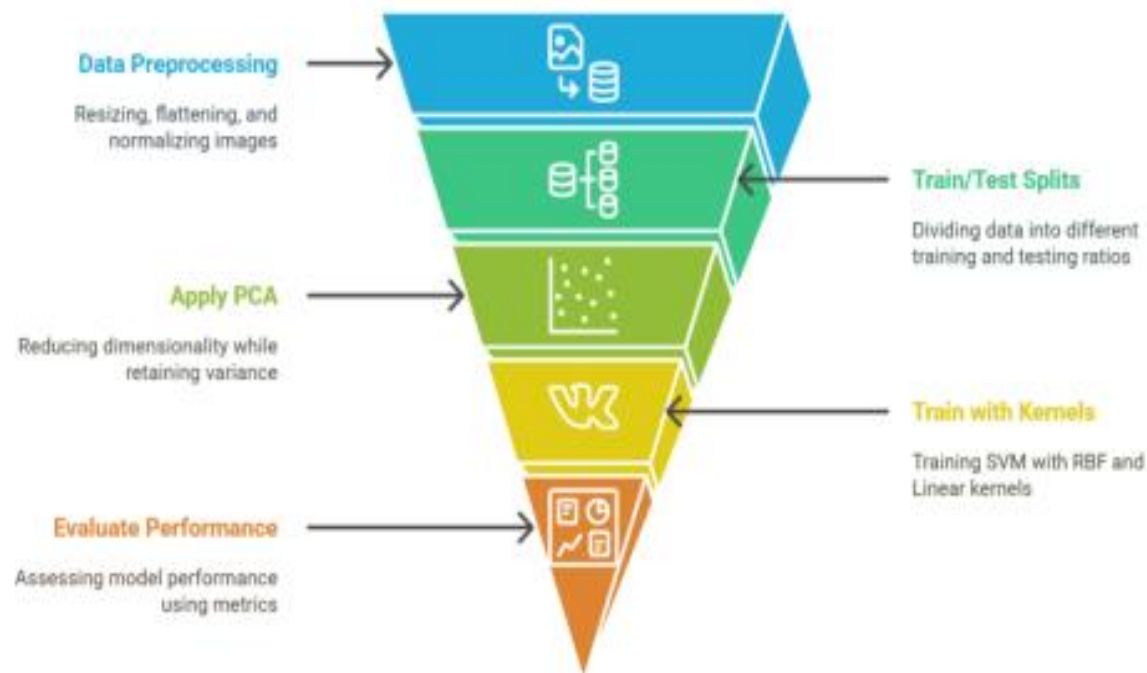 Data Preprocessing
Resizing, flattening, and
normalizing images
Train/Test Splits
Dividing data into different
training and testing ratios
Apply PCA
Reducing dimensionality while
retaining variance
Train with Kernels
Training SVM with RBF and
Linear kernels
Evaluate Performance
Assessing model performance
using metrics